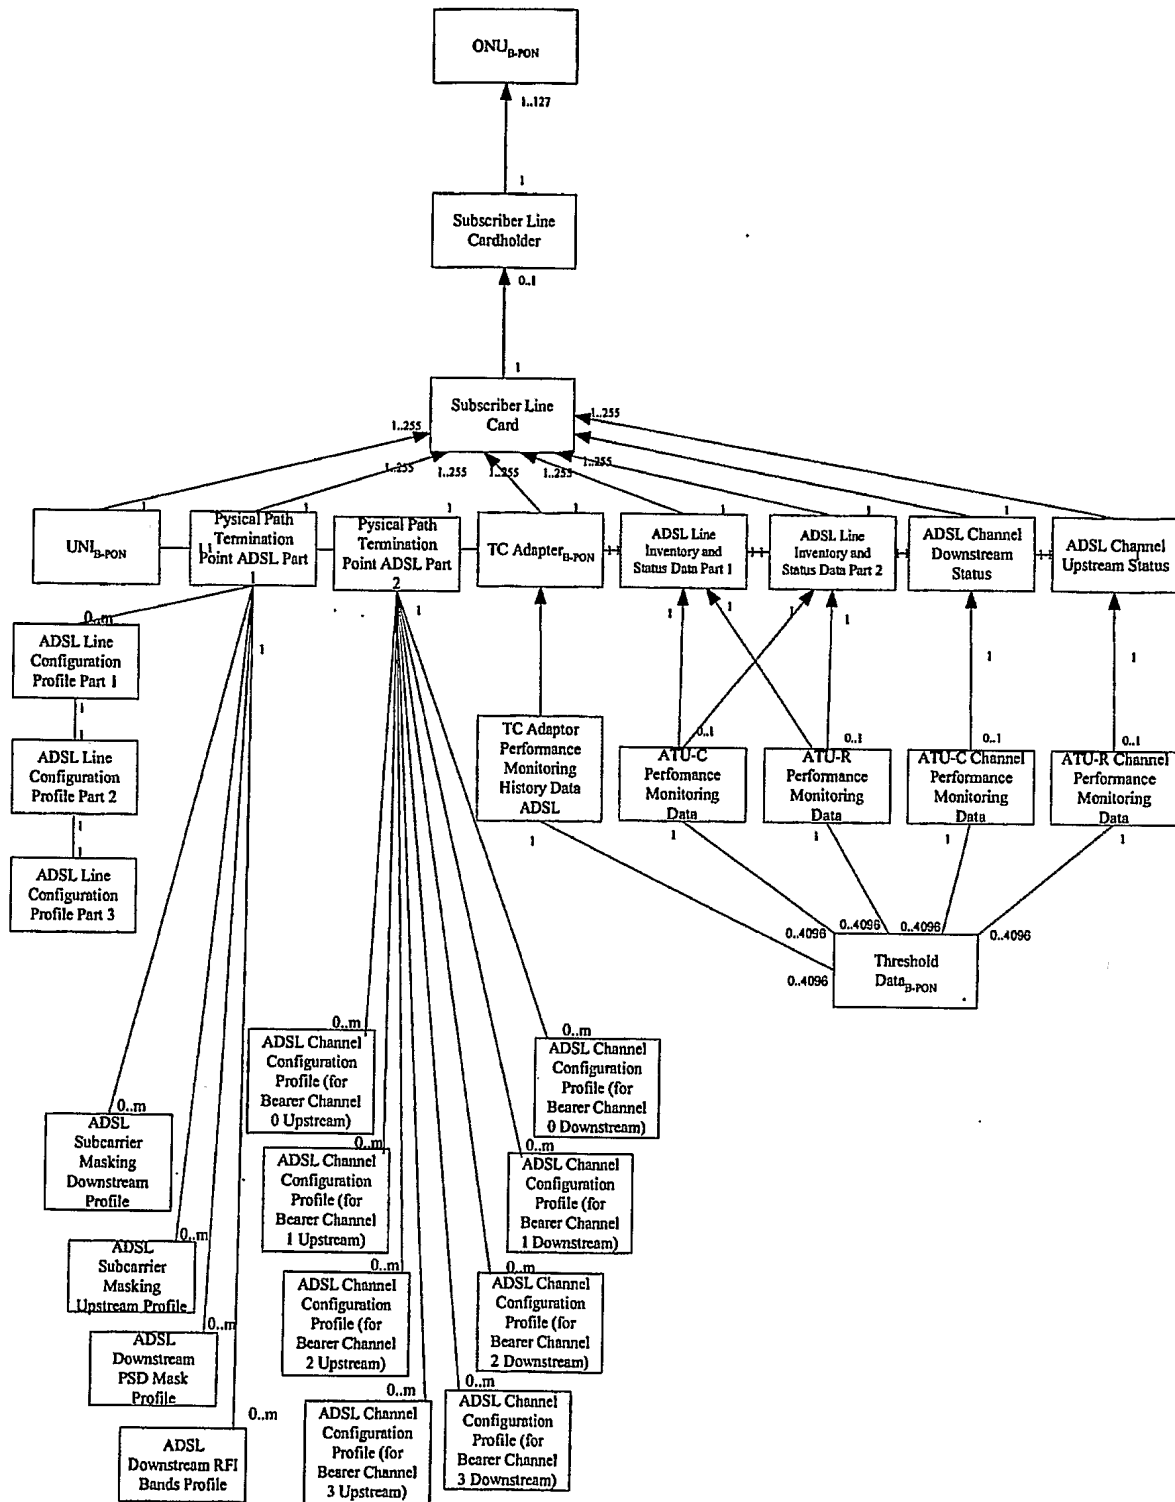 ONU B-PON
1..127
1
Subscriber Line
Cardholder
0..1
1
Subscriber Line
Card
1..255
1..255
1..255
1..255
1..255
1..255
1..255
1
1
1
1
1
1
1
1
UNI B-PON
1
1
Pysical Path
Termination
Point ADSL Part
1
Pysical Path
Termination
Point ADSL Part
2
TC Adapter B-PON
ADSL Line
Inventory and
Status Data Part 1
ADSL Line
Inventory and
Status Data Part 2
ADSL Channel
Downstream
Status
ADSL Channel
Upstream Status
0..m
1
1
1
1
1
1
1
1
ADSL Line
Configuration
Profile Part 1
1
1
ADSL Line
Configuration
Profile Part 2
1
1
ADSL Line
Configuration
Profile Part 3
TC Adaptor
Performance
Monitoring
History Data
ADSL
0..1
ATU-C
Perfomance
Monitoring
Data
0..1
ATU-R
Performance
Monitoring
Data
0..1
ATU-C Channel
Performance
Monitoring
Data
0..1
ATU-R Channel
Performance
Monitoring Data
1
1
1
1
1
0..4096
0..4096
0..4096
0..4096
0..4096
Threshold
Data B-PON
0..m
ADSL Channel
Configuration
Profile (for
Bearer Channel
0 Upstream)
0..m
ADSL Channel
Configuration
Profile (for
Bearer Channel
0 Downstream)
0..m
ADSL
Subcarrier
Masking
Downstream
Profile
0..m
ADSL Channel
Configuration
Profile (for
Bearer Channel
1 Upstream)
0..m
ADSL Channel
Configuration
Profile (for
Bearer Channel
1 Downstream)
0..m
ADSL
Subcarrier
Masking
Upstream Profile
0..m
ADSL Channel
Configuration
Profile (for
Bearer Channel
2 Upstream)
0..m
ADSL Channel
Configuration
Profile (for
Bearer Channel
2 Downstream)
0..m
ADSL
Downstream
PSD Mask
Profile
0..m
ADSL Channel
Configuration
Profile (for
Bearer Channel
3 Upstream)
0..m
ADSL Channel
Configuration
Profile (for
Bearer Channel
3 Downstream)
0..m
ADSL
Downstream RFI
Bands Profile